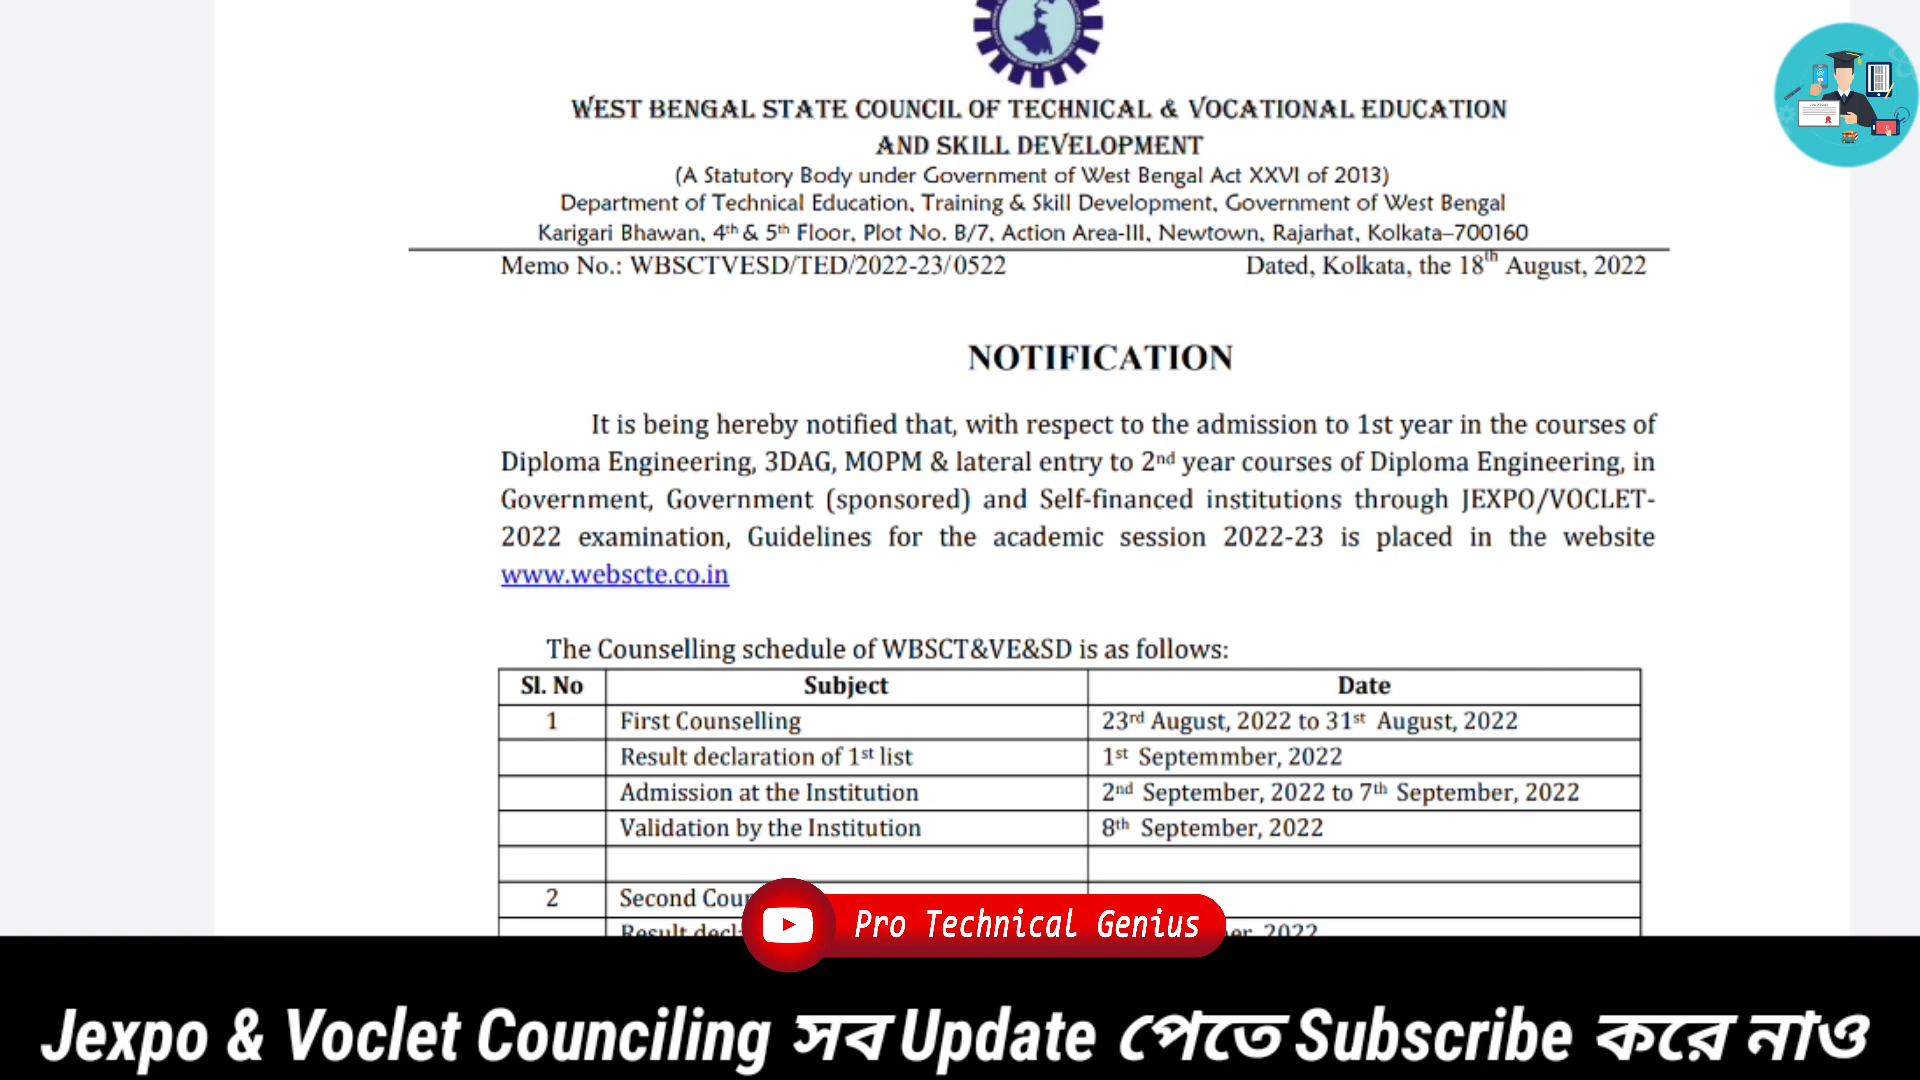 WEST BENGAL STATE COUNCIL OF TECHNICAL & VOCATIONAL EDUCATION
AND SKILL DEVELOPMENT
(A Statutory Body under Government of West Bengal Act XXVI of 2013)
Department of Technical Education, Training & Skill Development, Government of West Bengal
Karigari Bhawan, 4th & 5th Floor, Plot No. B/7, Action Area-III, Newtown, Rajarhat, Kolkata–700160
Memo No.: WBSCTVESD/TED/2022-23/0522 Dated, Kolkata, the 18th August, 2022
NOTIFICATION
It is being hereby notified that, with respect to the admission to 1st year in the courses of
Diploma Engineering, 3DAG, MOPM & lateral entry to 2nd year courses of Diploma Engineering, in
Government, Government (sponsored) and Self-financed institutions through JEXPO/VOCLET-
2022 examination, Guidelines for the academic session 2022-23 is placed in the website
www.webscte.co.in
The Counselling schedule of WBSCT&VE&SD is as follows:
Sl. No Subject Date
1 First Counselling 23rd August, 2022 to 31st August, 2022
Result declaration of 1st list 1st Septemmber, 2022
Admission at the Institution 2nd September, 2022 to 7th September, 2022
Validation by the Institution 8th September, 2022
2 Second
Result 2022
Pro Technical Genius
Jexpo & Voclet Counciling সব Update পেতে Subscribe করে নাও